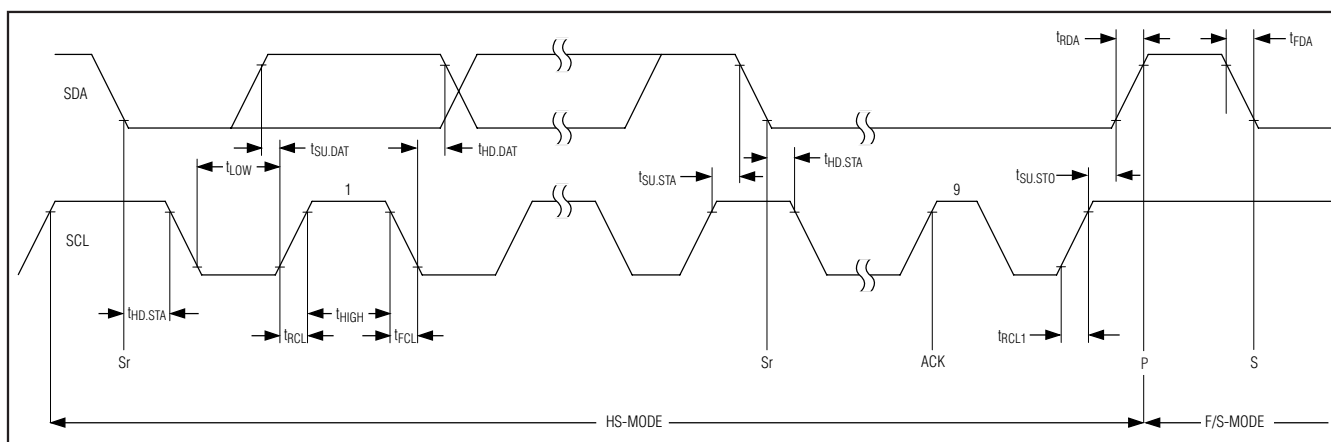 tRDA
tFDA
SDA
tSU.DAT
tHD.DAT
tLOW
tHD.STA
tSU.STA
tSU.STO
1
9
SCL
tHD.STA
tRCL
tHIGH
tFCL
tRCL1
Sr
Sr
ACK
P
S
HS-MODE
F/S-MODE